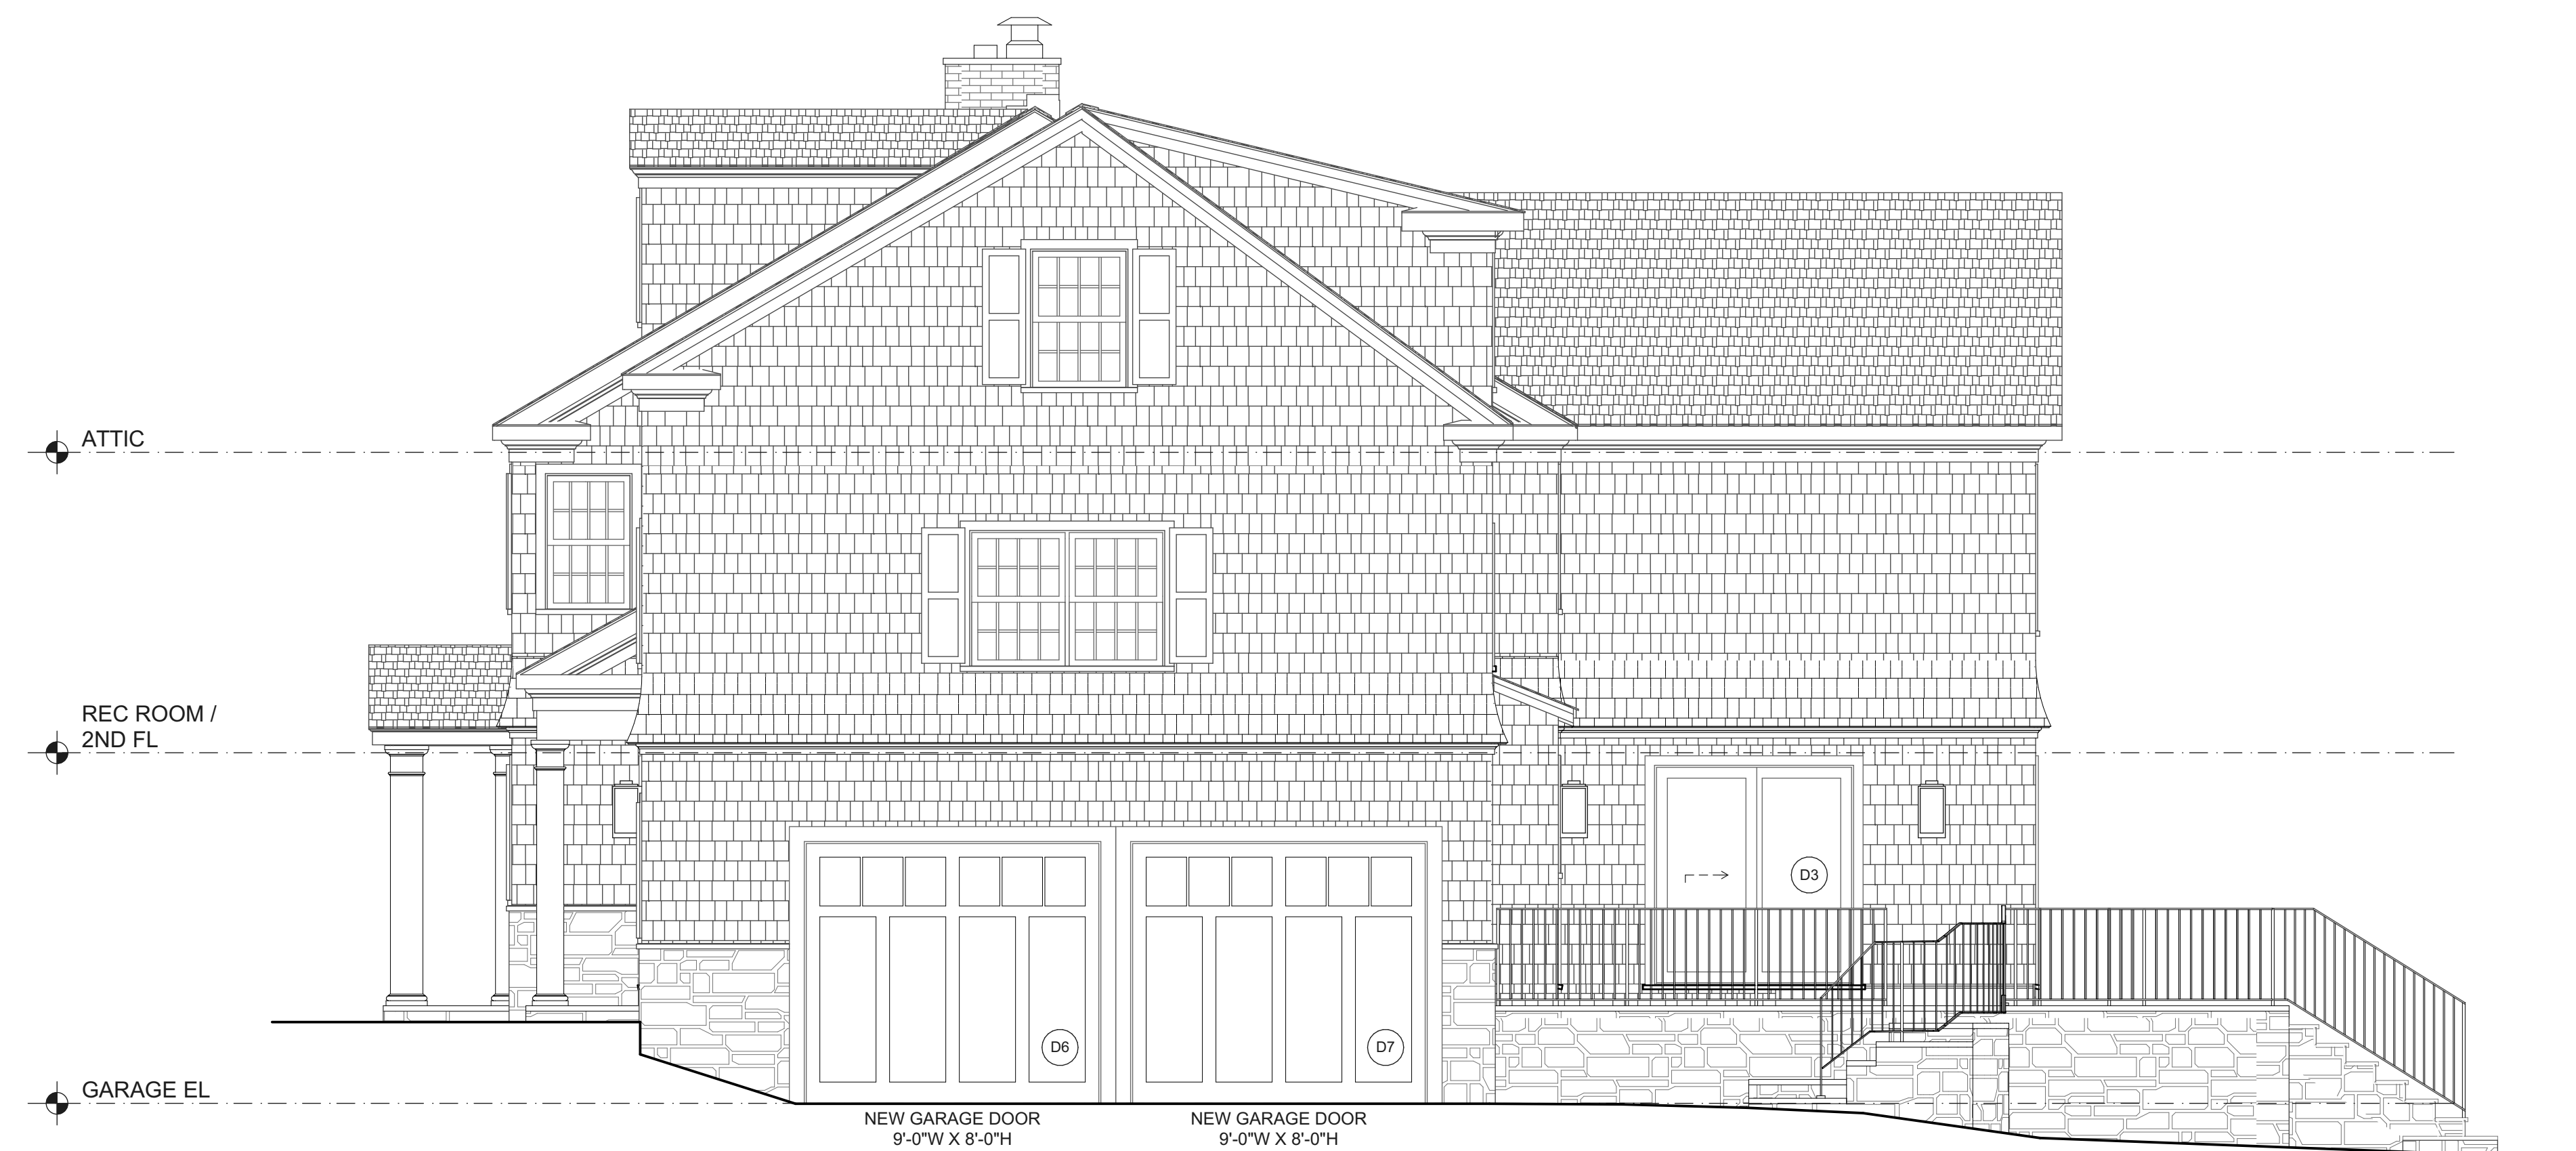 ATTIC
REC ROOM /
2ND FL
D3
D6
D7
GARAGE EL
NEW GARAGE DOOR
9'-0"W X 8'-0"H
NEW GARAGE DOOR
9'-0"W X 8'-0"H